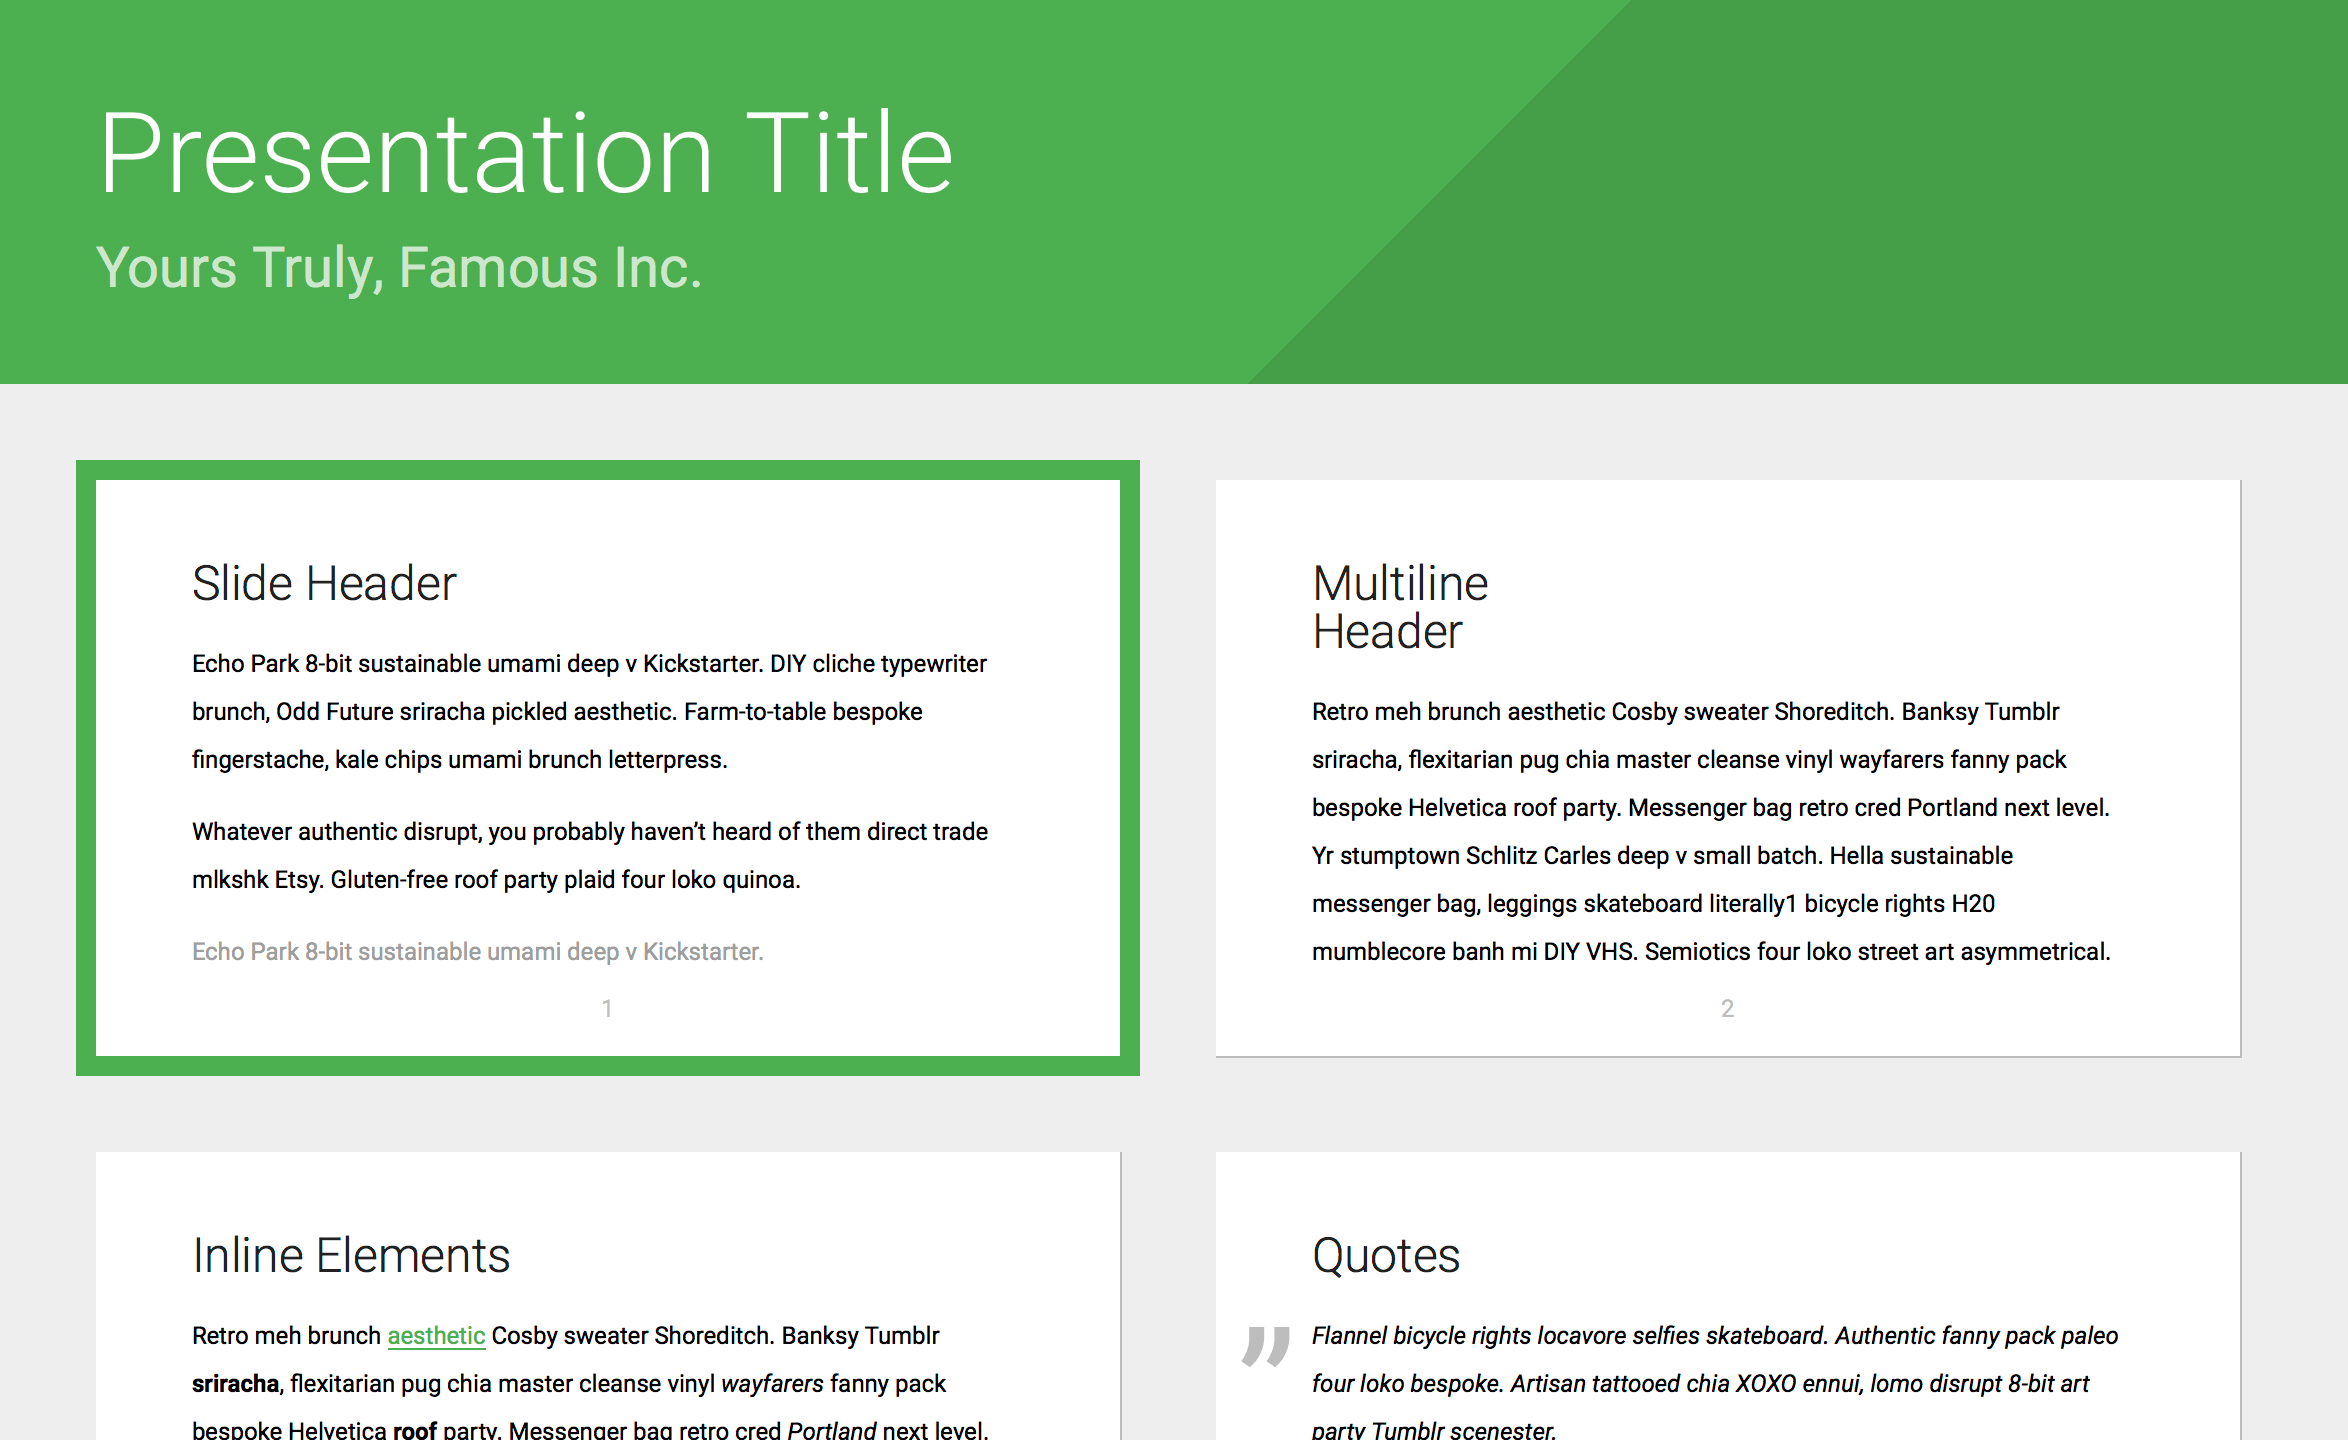 Presentation Title
Yours Truly, Famous Inc.
Slide Header
Echo Park 8-bit sustainable umami deep v Kickstarter. DIY cliche typewriter
brunch, Odd Future sriracha pickled aesthetic. Farm-to-table bespoke
fingerstache, kale chips umami brunch letterpress.
Whatever authentic disrupt, you probably haven’t heard of them direct trade
mlkshk Etsy. Gluten-free roof party plaid four loko quinoa.
Echo Park 8-bit sustainable umami deep v Kickstarter.
1
Multiline
Header
Retro meh brunch aesthetic Cosby sweater Shoreditch. Banksy Tumblr
sriracha, flexitarian pug chia master cleanse vinyl wayfarers fanny pack
bespoke Helvetica roof party. Messenger bag retro cred Portland next level.
Yr stumptown Schlitz Carles deep v small batch. Hella sustainable
messenger bag, leggings skateboard literally1 bicycle rights H20
mumblecore banh mi DIY VHS. Semiotics four loko street art asymmetrical.
2
Inline Elements
Retro meh brunch aesthetic Cosby sweater Shoreditch. Banksy Tumblr
sriracha, flexitarian pug chia master cleanse vinyl wayfarers fanny pack
bespoke Helvetica roof party. Messenger bag retro cred Portland next level.
Quotes
”
Flannel bicycle rights locavore selfies skateboard. Authentic fanny pack paleo
four loko bespoke. Artisan tattooed chia XOXO ennui, lomo disrupt 8-bit art
party Tumblr scenester.